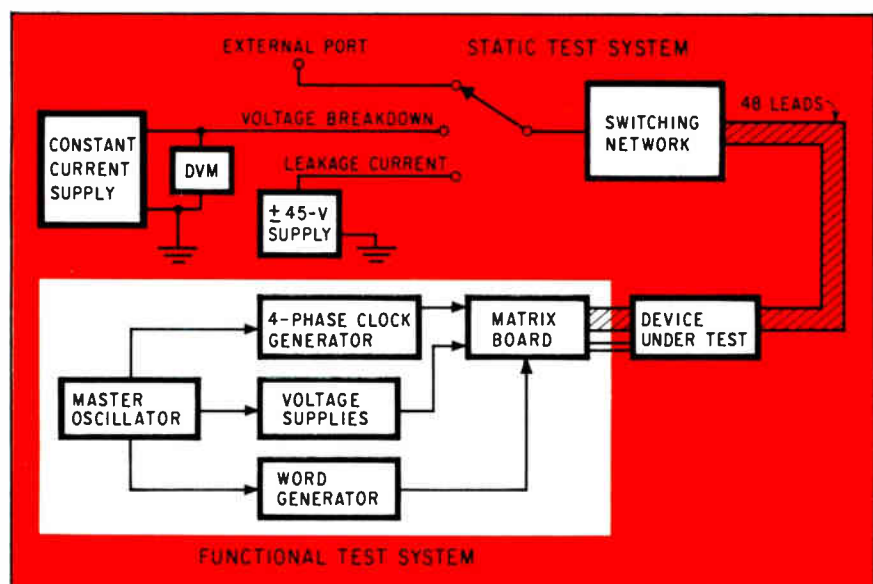 EXTERNAL PORT
STATIC TEST SYSTEM
48 LEADS
CONSTANT
CURRENT
SUPPLY
VOLTAGE BREAKDOWN
DVM
SWITCHING
NETWORK
LEAKAGE CURRENT
± 45-V
SUPPLY
4-PHASE CLOCK
GENERATOR
MATRIX
BOARD
DEVICE
UNDER TEST
MASTER
OSCILLATOR
VOLTAGE
SUPPLIES
WORD
GENERATOR
FUNCTIONAL TEST SYSTEM